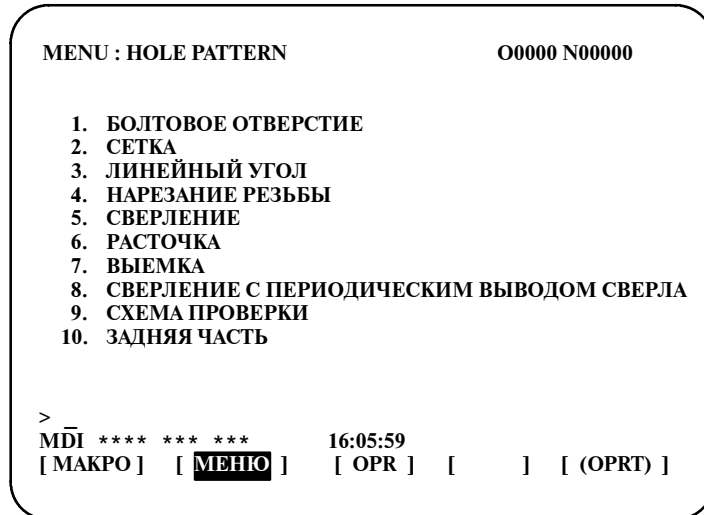 MENU : HOLE PATTERN O0000 N00000
1. БОЛТОВОЕ ОТВЕРСТИЕ
2. СЕТКА
3. ЛИНЕЙНЫЙ УГОЛ
4. НАРЕЗАНИЕ РЕЗЬБЫ
5. СВЕРЛЕНИЕ
6. РАСТОЧКА
7. ВЫЕМКА
8. СВЕРЛЕНИЕ С ПЕРИОДИЧЕСКИМ ВЫВОДОМ СВЕРЛА
9. СХЕМА ПРОВЕРКИ
10. ЗАДНЯЯ ЧАСТЬ
> _
MDI **** *** *** 16:05:59
[ МАКРО ] [ МЕНЮ ] [ OPR ] [ ] [ (OPRT) ]